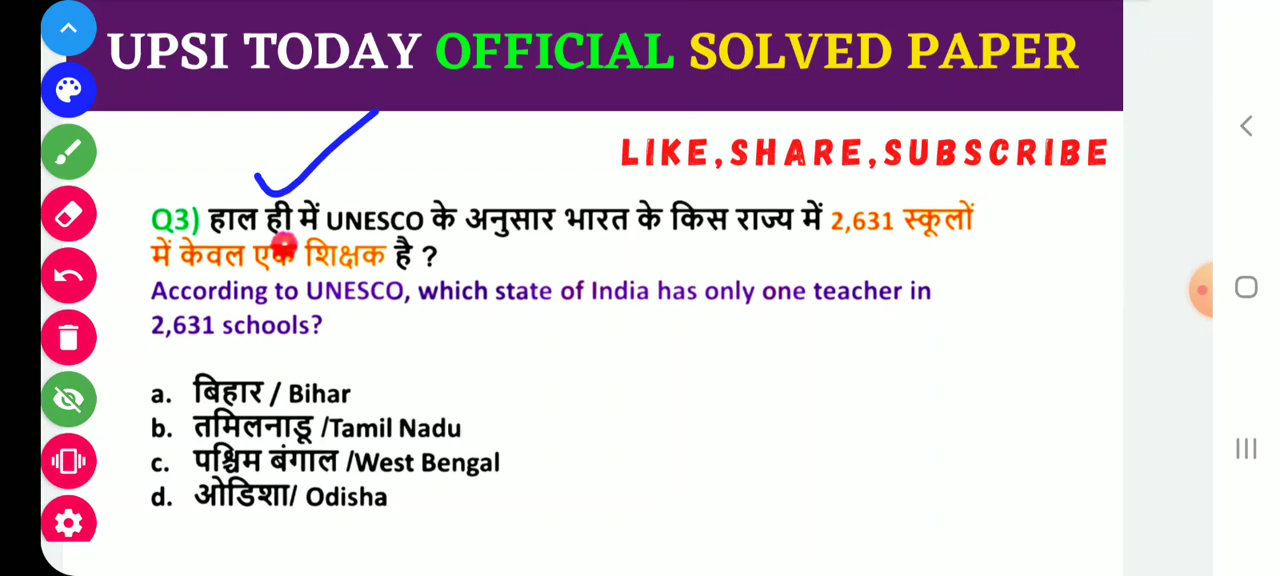 UPSI TODAY OFFICIAL SOLVED PAPER
LIKE,SHARE,SUBSCRIBE
Q3) हाल ही में UNESCO के अनुसार भारत के किस राज्य में 2,631 स्कूलों
में केवल एक शिक्षक है ?
According to UNESCO, which state of India has only one teacher in
2,631 schools?
a. बिहार / Bihar
b. तमिलनाडू /Tamil Nadu
c. पश्चिम बंगाल /West Bengal
d. ओडिशा/ Odisha